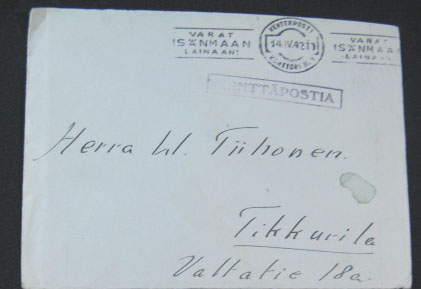 VARAT
ISÄNMAAN
LAINAAN!
14.IV.42
VARAT
ISÄNMAAN
LAINAAN!
KENTTÄPOSTIA
Herra W. Tiihonen.
Tikkurila
Valtatie 18a.